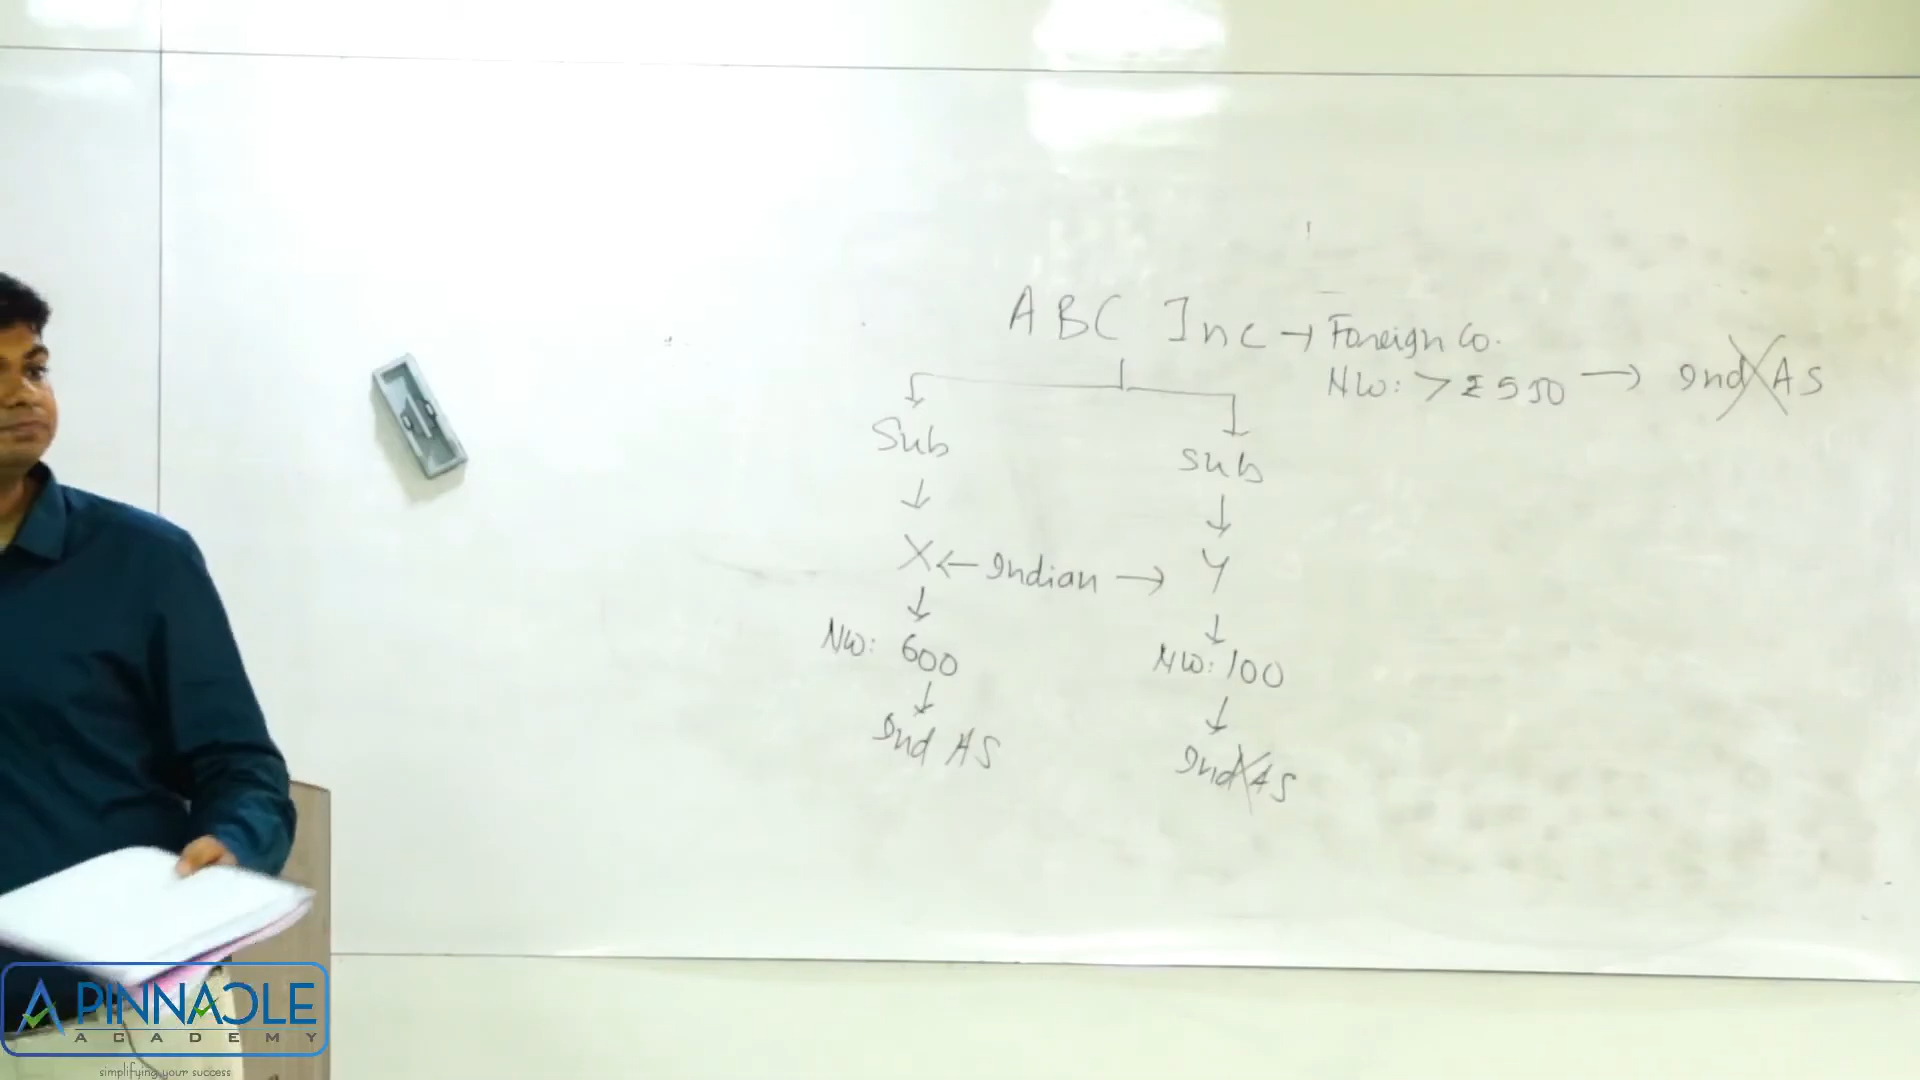 ABC Inc → Foreign Co.
NW: > ₹ 550 → Ind AS
Sub
Sub
X ← Indian → Y
NW: 600
NW: 100
Ind AS
Ind AS
PINNACLE
ACADEMY
simplifying your success